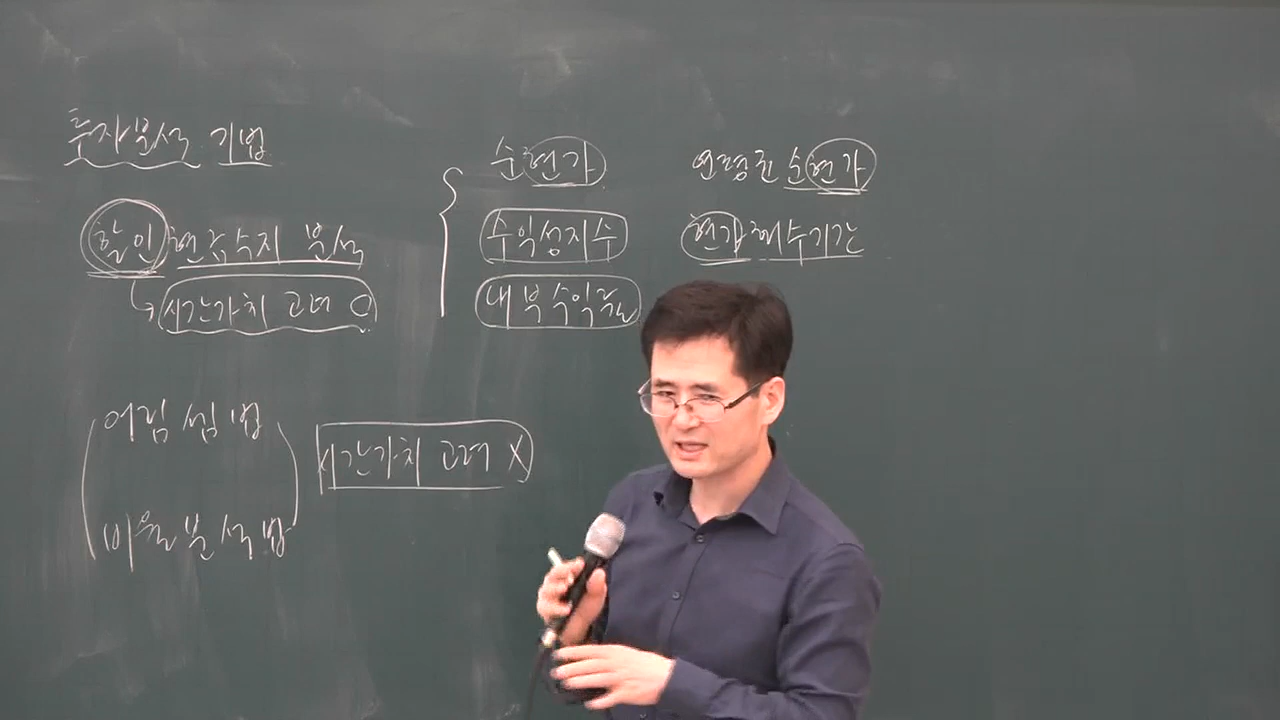 투자분석 기법
할인현금수지 분석
시간가치 고려 O
순현가
수익성지수
내부수익률
연평균 순현가
현가회수기간
어림셈법
비율분석법
시간가치 고려 X